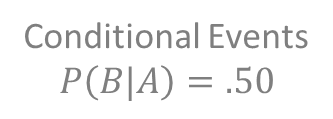 Conditional Events
P(B|A) = .50